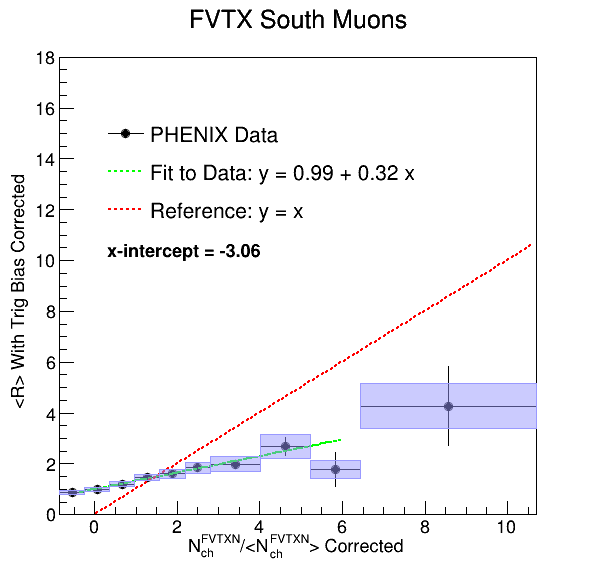 FVTX South Muons
18
16
14
12
10
8
6
4
2
0
<R> With Trig Bias Corrected
PHENIX Data
Fit to Data: y = 0.99 + 0.32 x
Reference: y = x
x-intercept = -3.06
0 2 4 6 8 10
N_ch^FVTXN/<N_ch^FVTXN> Corrected